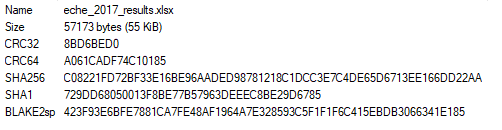 Name eche_2017_results.xlsx
Size 57173 bytes (55 KiB)
CRC32 8BD6BED0
CRC64 A061CADF74C10185
SHA256 C08221FD72BF33E16BE96AADED98781218C1DCC3E7C4DE65D6713EE166DD22AA
SHA1 729DD68050013F8BE77B57963DEEEC8BE29D6785
BLAKE2sp 423F93E6BFE7881CA7FE48AF1964A7E328593C5F1F1F6C415EBDB3066341E185